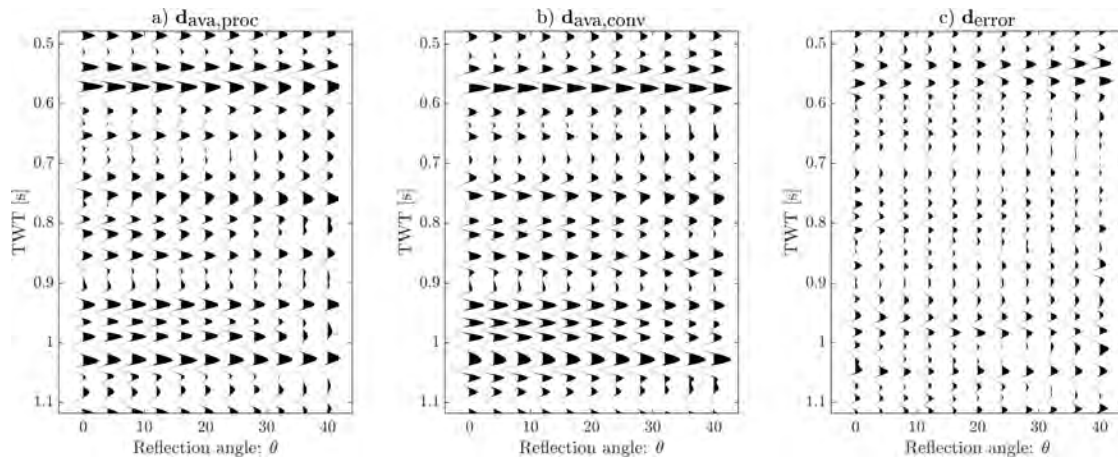 a) d_ava,proc
b) d_ava,conv
c) d_error
0.5
0.6
0.7
0.8
0.9
1
1.1
TWT [s]
0 10 20 30 40
Reflection angle: θ
0.5
0.6
0.7
0.8
0.9
1
1.1
TWT [s]
0 10 20 30 40
Reflection angle: θ
0.5
0.6
0.7
0.8
0.9
1
1.1
TWT [s]
0 10 20 30 40
Reflection angle: θ